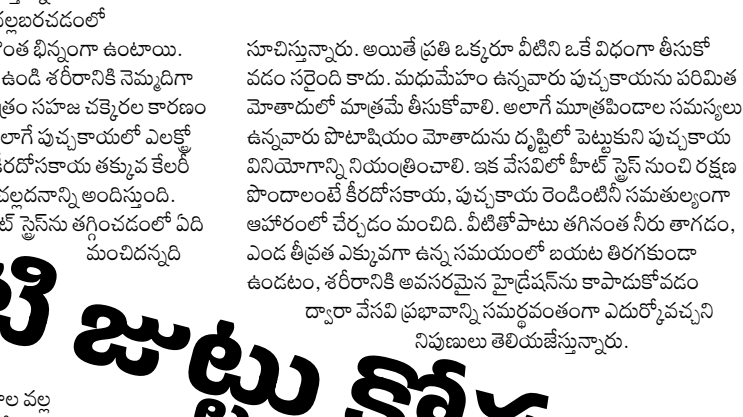 చల్లబరచడంలో
భిన్నంగా ఉంటాయి.
ఉండి శరీరానికి నెమ్మదిగా
సహజ చక్కెరల కారణం
పుచ్చకాయలో ఎలక్ట్రో
కీరదోసకాయ తక్కువ కేలరీ
చల్లదనాన్ని అందిస్తుంది.
స్ట్రెస్‌ను తగ్గించడంలో ఏది
మంచిదన్నది
సూచిస్తున్నారు. అయితే ప్రతి ఒక్కరూ వీటిని ఒకే విధంగా తీసుకో
వడం సరైంది కాదు. మధుమేహం ఉన్నవారు పుచ్చకాయను పరిమిత
మోతాదులో మాత్రమే తీసుకోవాలి. అలాగే మూత్రపిండాల సమస్యలు
ఉన్నవారు పొటాషియం మోతాదును దృష్టిలో పెట్టుకుని పుచ్చకాయ
వినియోగాన్ని నియంత్రించాలి. ఇక వేసవిలో హీట్ స్ట్రెస్ నుంచి రక్షణ
పొందాలంటే కీరదోసకాయ, పుచ్చకాయ రెండింటినీ సమతుల్యంగా
ఆహారంలో చేర్చడం మంచిది. వీటితోపాటు తగినంత నీరు తాగడం,
ఎండ తీవ్రత ఎక్కువగా ఉన్న సమయంలో బయట తిరగకుండా
ఉండటం, శరీరానికి అవసరమైన హైడ్రేషన్‌ను కాపాడుకోవడం
ద్వారా వేసవి ప్రభావాన్ని సమర్థవంతంగా ఎదుర్కోవచ్చని
నిపుణులు తెలియజేస్తున్నారు.
జుట్టు
వల్ల